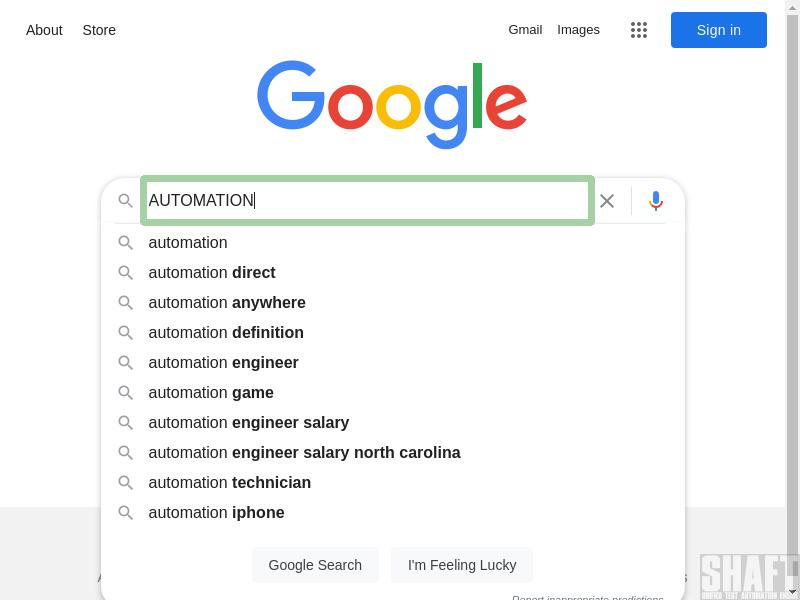 About Store Gmail Images Sign in
Google
AUTOMATION
automation
automation direct
automation anywhere
automation definition
automation engineer
automation game
automation engineer salary
automation engineer salary north carolina
automation technician
automation iphone
Google Search I'm Feeling Lucky
Report inappropriate predictions
SHAFT